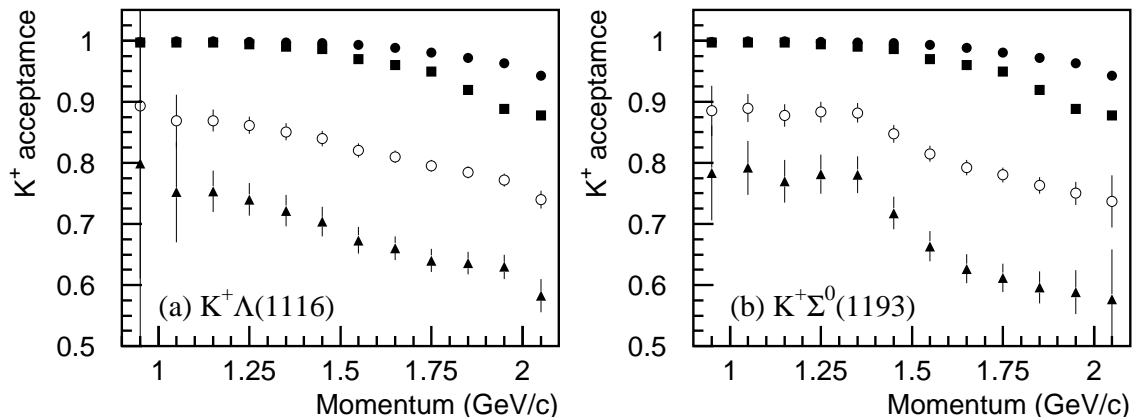 K⁺ acceptamce
1
0.9
0.8
0.7
0.6
0.5
(a) K⁺Λ(1116)
1 1.25 1.5 1.75 2
Momentum (GeV/c)
K⁺ acceptamce
1
0.9
0.8
0.7
0.6
0.5
(b) K⁺Σ⁰(1193)
1 1.25 1.5 1.75 2
Momentum (GeV/c)